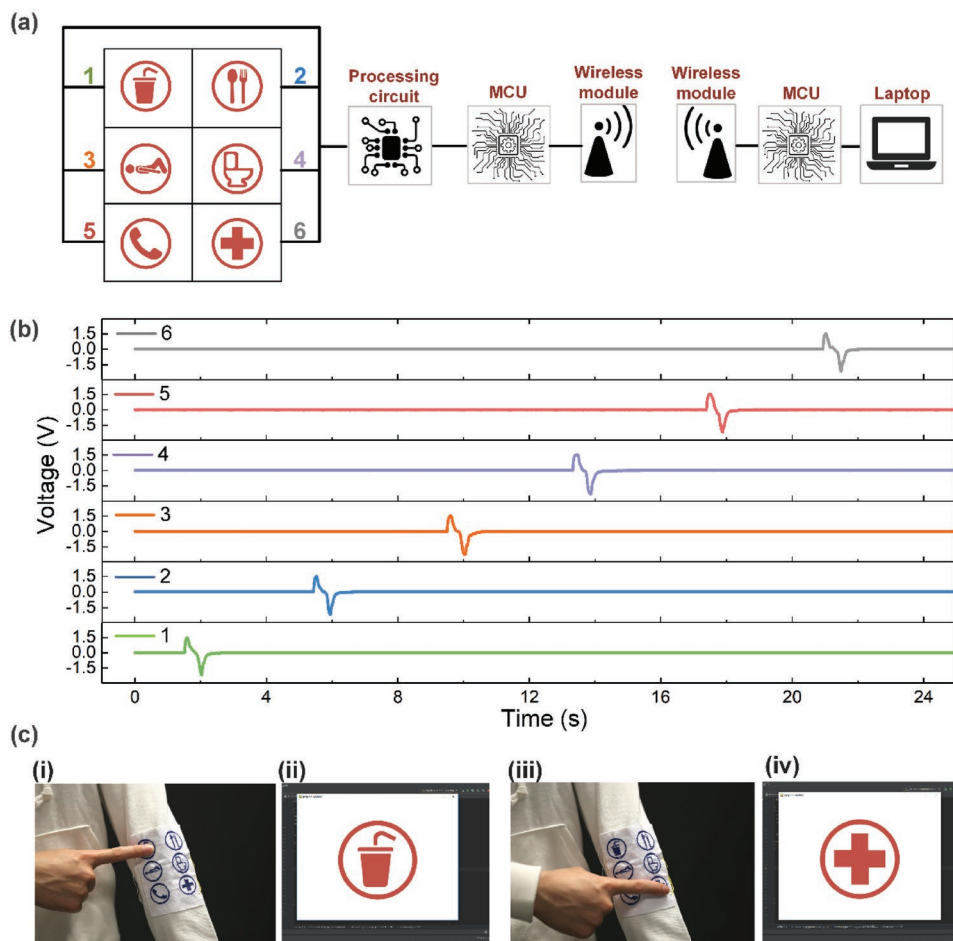 (a)
1
2
3
4
5
6
Processing
circuit
MCU
Wireless
module
Wireless
module
MCU
Laptop
(b)
Voltage (V)
6
1.5
0.0
-1.5
5
1.5
0.0
-1.5
4
1.5
0.0
-1.5
3
1.5
0.0
-1.5
2
1.5
0.0
-1.5
1
1.5
0.0
-1.5
0 4 8 12 16 20 24
Time (s)
(c)
(i)
(ii)
(iii)
(iv)